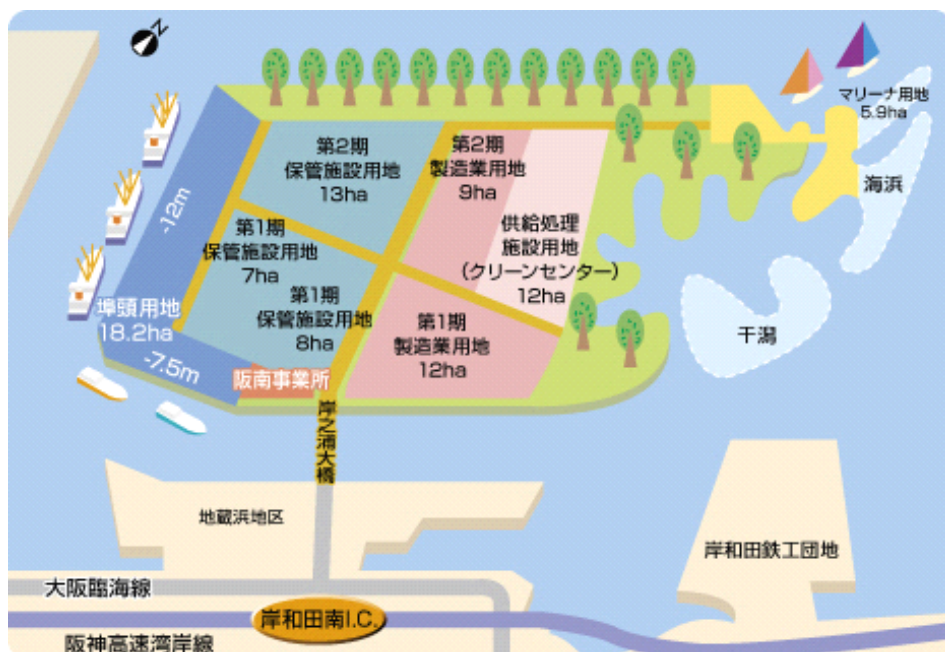 N
マリーナ用地
5.9ha
海浜
第2期
保管施設用地
13ha
第2期
製造業用地
9ha
-12m
第1期
保管施設用地
7ha
供給処理
施設用地
(クリーンセンター)
12ha
埠頭用地
18.2ha
第1期
保管施設用地
8ha
第1期
製造業用地
12ha
干潟
-7.5m
阪南事業所
岸之浦大橋
地蔵浜地区
岸和田鉄工団地
大阪臨海線
岸和田南I.C.
阪神高速湾岸線